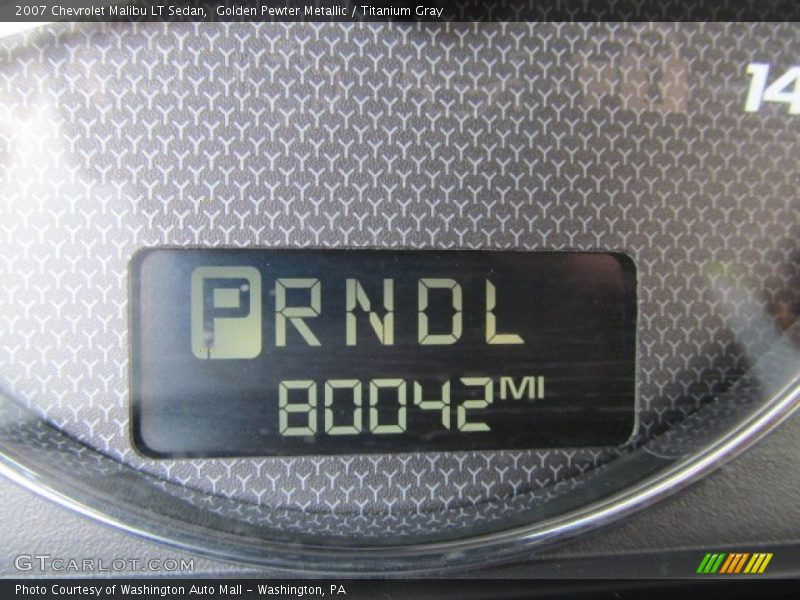 2007 Chevrolet Malibu LT Sedan,  Golden Pewter Metallic / Titanium Gray
14
PRNDL
80042MI
GTcarlot.com
Photo Courtesy of Washington Auto Mall - Washington, PA